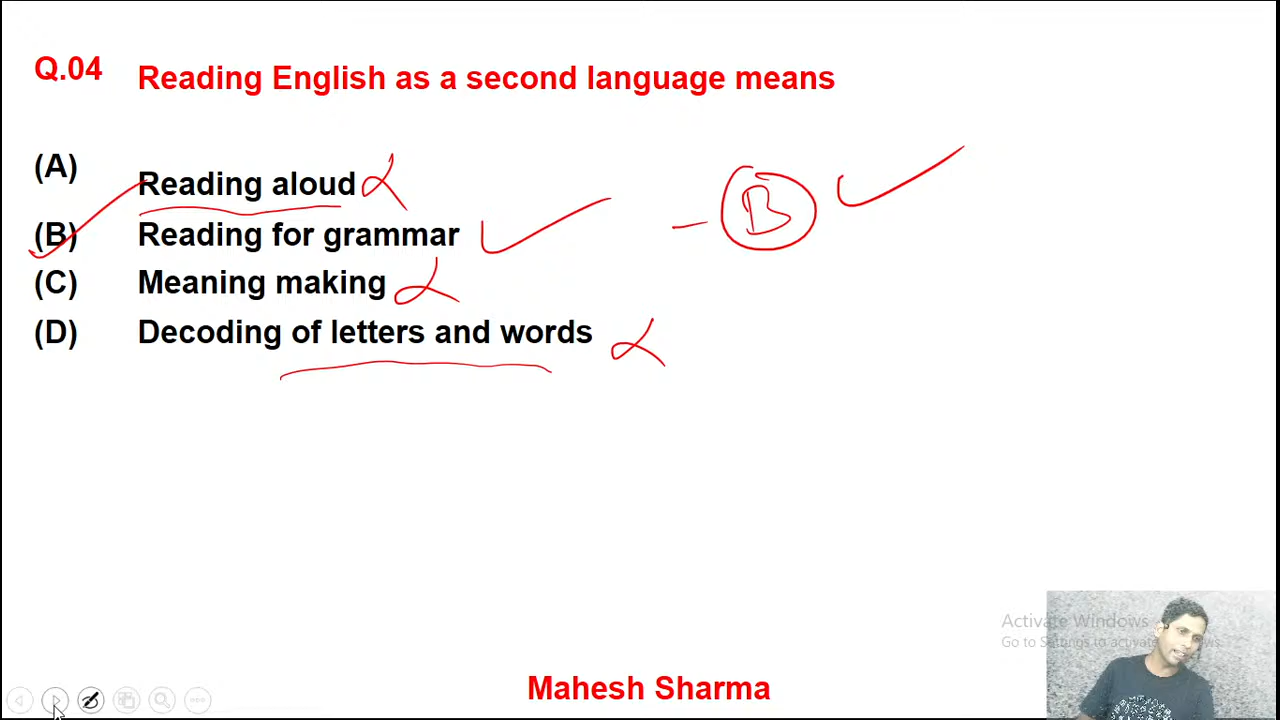 Q.04 Reading English as a second language means
(A) Reading aloud
(B) Reading for grammar
(C) Meaning making
(D) Decoding of letters and words
B
Activate Windows
Mahesh Sharma